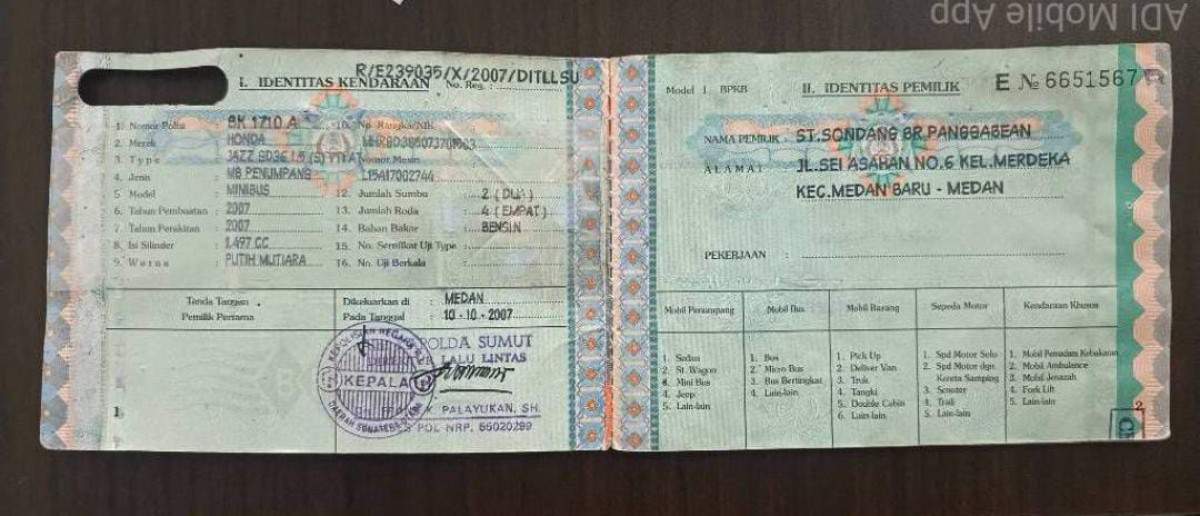 ADI Mobile App
R/E239035/X/2007/DITLLSU
I. IDENTITAS KENDARAAN No. Reg. :
1. Nomor Polisi : BK 1710 A
2. Merek : HONDA
3. Type : JAZZ GD3
4. Jenis : MB PENUMPANG
5. Model : MINIBUS
6. Tahun Pembuatan : 2007
7. Tahun Perakitan : 2007
8. Isi Silinder : 1.497 CC
9. Warna : PUTIH MUTIARA
10. No. Rangka/NIK
Nomor Mesin L15A17002744
12. Jumlah Sumbu : 2 ( DUA )
13. Jumlah Roda : 4 ( EMPAT )
14. Bahan Bakar : BENSIN
15. No. Sertifikat Uji Type :
16. No. Uji Berkala :
Tanda Tangan
Pemilik Pertama
Dikeluarkan di : MEDAN
Pada Tanggal : 10-10-2007
POLDA SUMUT
LALU LINTAS
KEPALA
K. PALAYUKAN, SH.
POL NRP. 66020299
1
Model I BPKB
II. IDENTITAS PEMILIK
E № 6651567
NAMA PEMILIK : ST.SONDANG BR.PANGGABEAN
ALAMAT : JL.SEI ASAHAN NO.6 KEL.MERDEKA
KEC.MEDAN BARU - MEDAN
PEKERJAAN :
Mobil Penumpang
1. Sedan
2. St. Wagon
3. Mini Bus
4. Jeep
5. Lain-lain
Mobil Bus
1. Bus
2. Micro Bus
3. Bus Bertingkat
4. Lain-lain
Mobil Barang
1. Pick Up
2. Deliver Van
3. Truk
4. Tangki
5. Double Cabin
6. Lain-lain
Sepeda Motor
1. Spd Motor Solo
2. Spd Motor dgn
Kereta Samping
3. Scooter
4. Trail
5. Lain-lain
Kendaraan Khusus
1. Mobil Pemadam Kebakaran
2. Mobil Ambulance
3. Mobil Jenazah
4. Fork Lift
5. Lain-lain
2